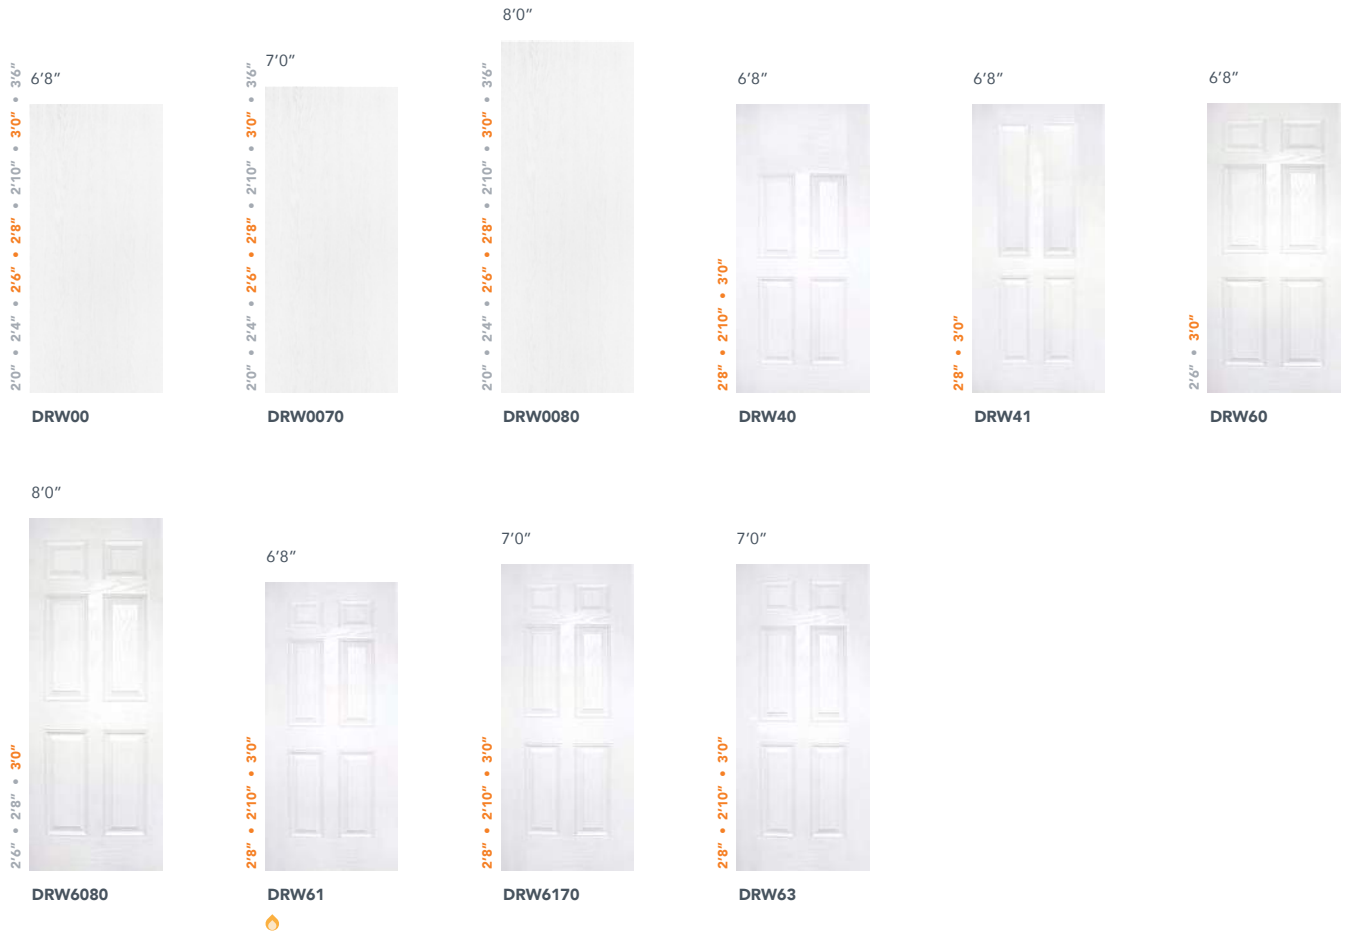 8’0”
7’0”
6’8”
6’8”
6’8”
6’8”
2’0” • 2’4” • 2’6” • 2’8” • 2’10” • 3’0” • 3’6”
2’0” • 2’4” • 2’6” • 2’8” • 2’10” • 3’0” • 3’6”
2’0” • 2’4” • 2’6” • 2’8” • 2’10” • 3’0” • 3’6”
2’8” • 2’10” • 3’0”
2’8” • 3’0”
2’6” • 3’0”
DRW00
DRW0070
DRW0080
DRW40
DRW41
DRW60
8’0”
6’8”
7’0”
7’0”
2’6” • 2’8” • 3’0”
2’8” • 2’10” • 3’0”
2’8” • 2’10” • 3’0”
2’8” • 2’10” • 3’0”
DRW6080
DRW61
DRW6170
DRW63